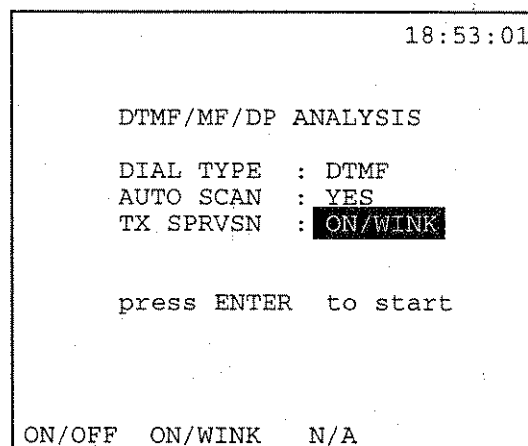 18:53:01
DTMF/MF/DP ANALYSIS
DIAL TYPE : DTMF
AUTO SCAN : YES
TX SPRVSN : ON/WINK
press ENTER to start
ON/OFF ON/WINK N/A